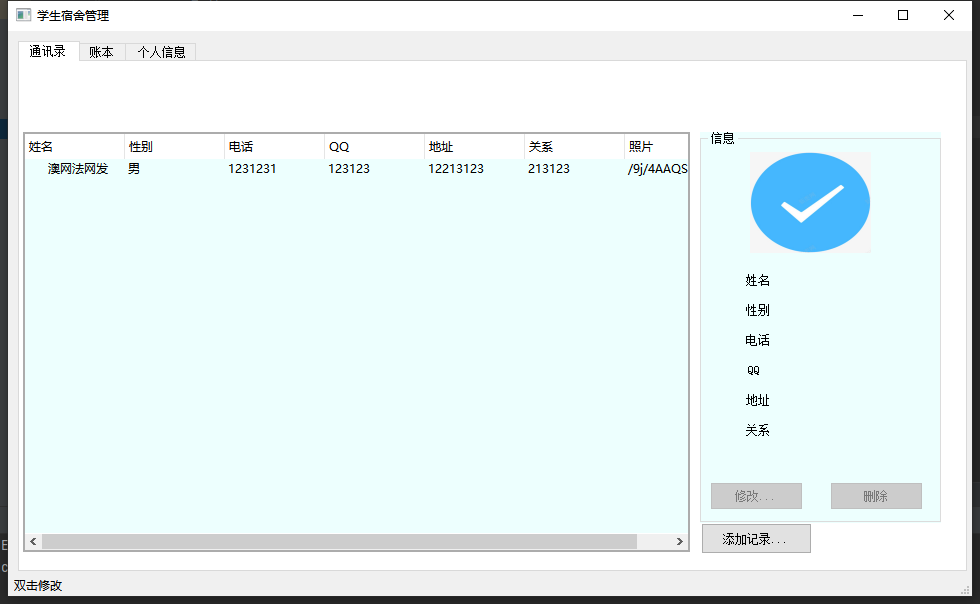 学生宿舍管理
通讯录 账本 个人信息
姓名 性别 电话 QQ 地址 关系 照片
澳网法网发 男 1231231 123123 12213123 213123 /9j/4AAQS
信息
姓名
性别
电话
QQ
地址
关系
修改... 删除
添加记录...
双击修改